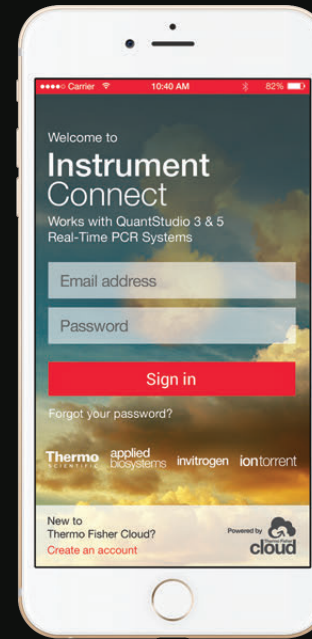 Carrier 10:40 AM 82%
Welcome to
Instrument
Connect
Works with QuantStudio 3 & 5
Real-Time PCR Systems
Email address
Password
Sign in
Forgot your password?
Thermo
SCIENTIFIC
applied
biosystems
invitrogen
iontorrent
New to
Thermo Fisher Cloud?
Create an account
Powered by
Thermo Fisher
cloud